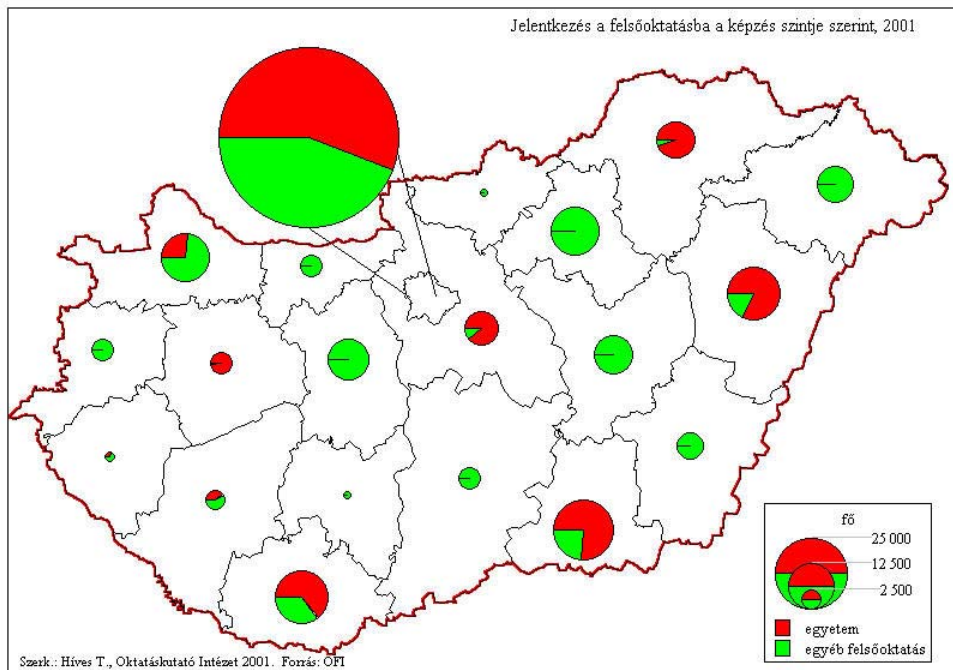 Jelentkezés a felsőoktatásba a képzés szintje szerint, 2001
fő
25 000
12 500
2 500
egyetem
egyéb felsőoktatás
Szerk.: Híves T., Oktatáskutató Intézet 2001. Forrás: OFI